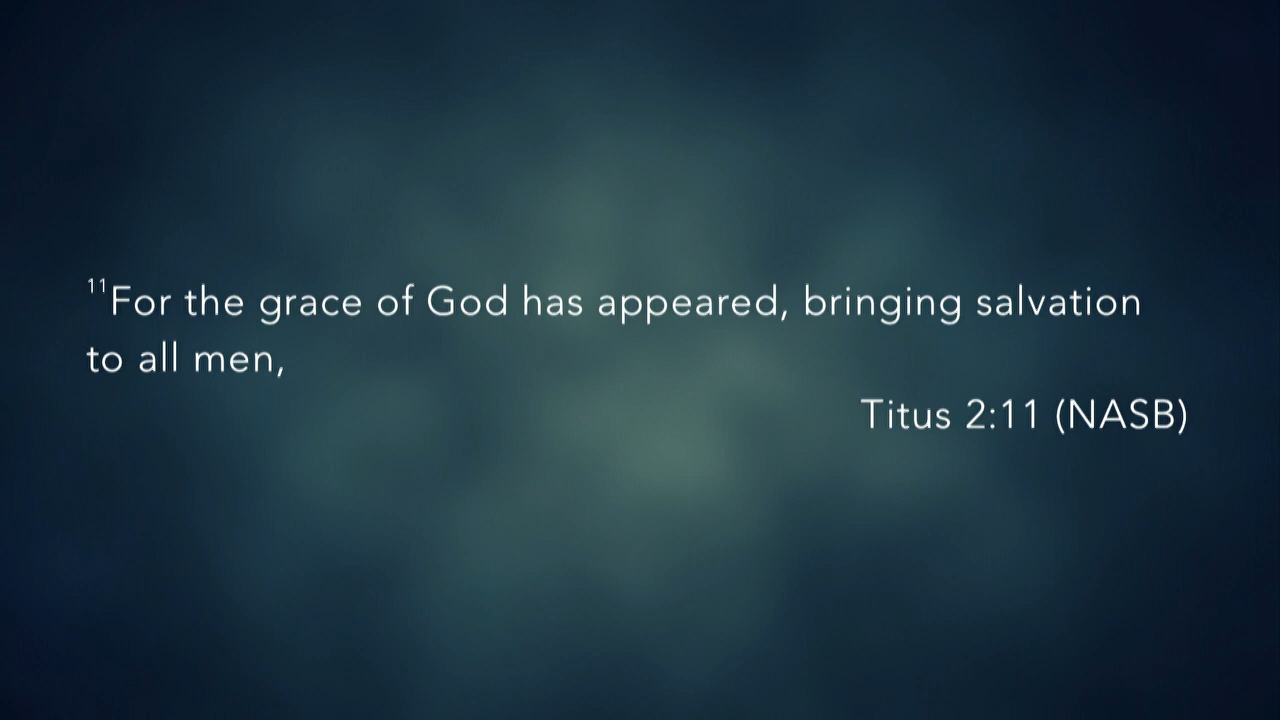 ¹¹For the grace of God has appeared, bringing salvation
to all men,
Titus 2:11 (NASB)